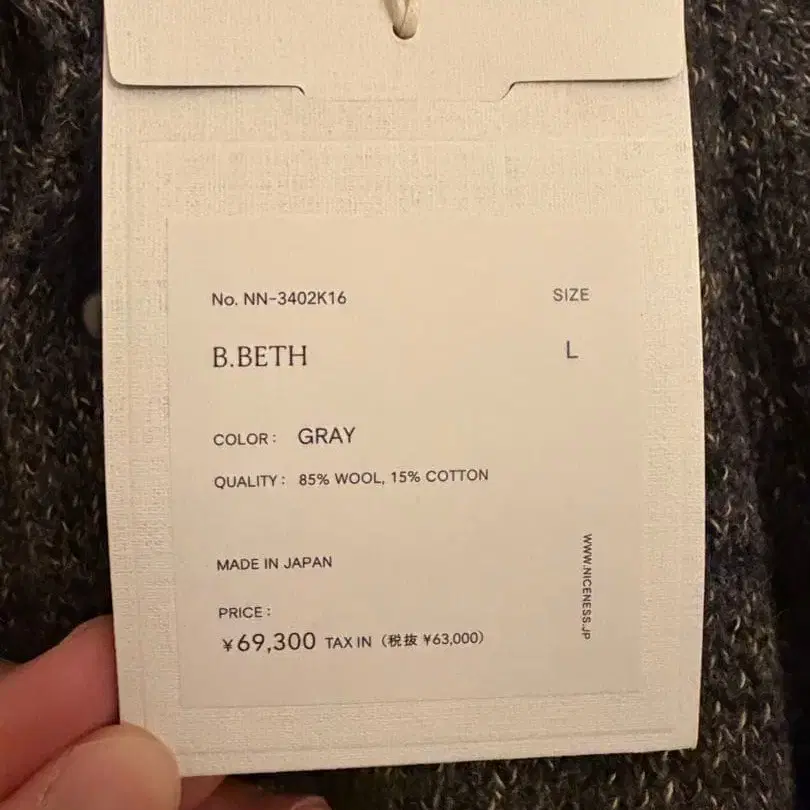 No. NN-3402K16
SIZE
B.BETH
L
COLOR : GRAY
QUALITY : 85% WOOL, 15% COTTON
MADE IN JAPAN
PRICE :
¥69,300 TAX IN（税抜 ¥63,000）
WWW.NICENESS.JP